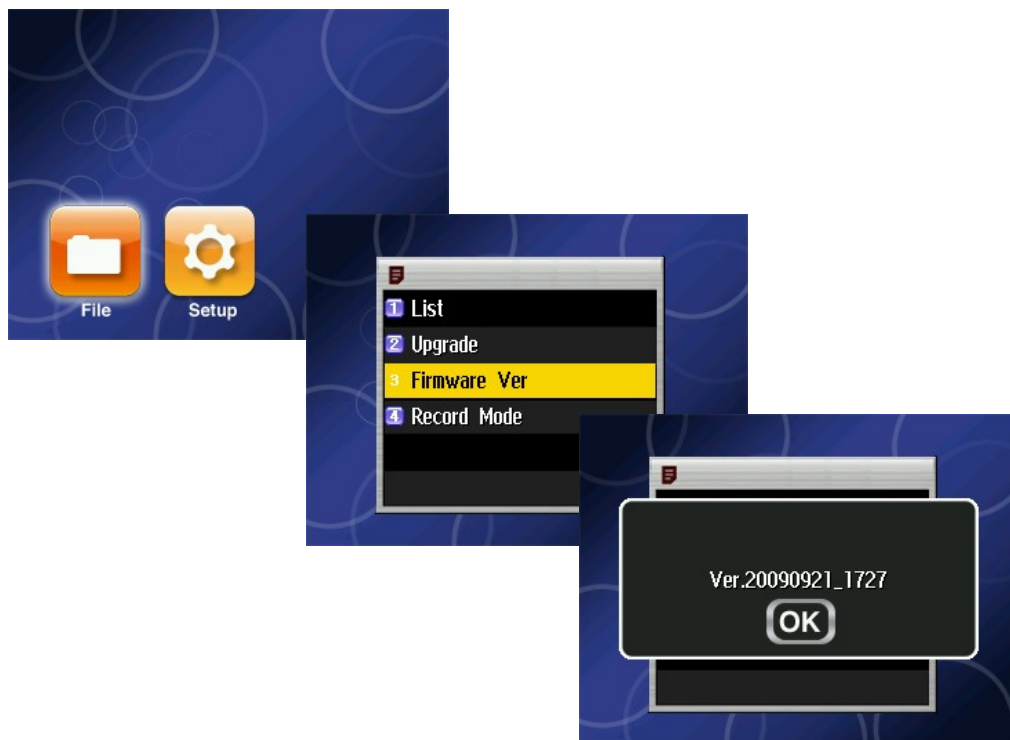 File
Setup
1 List
2 Upgrade
3 Firmware Ver
4 Record Mode
Ver.20090921_1727
OK